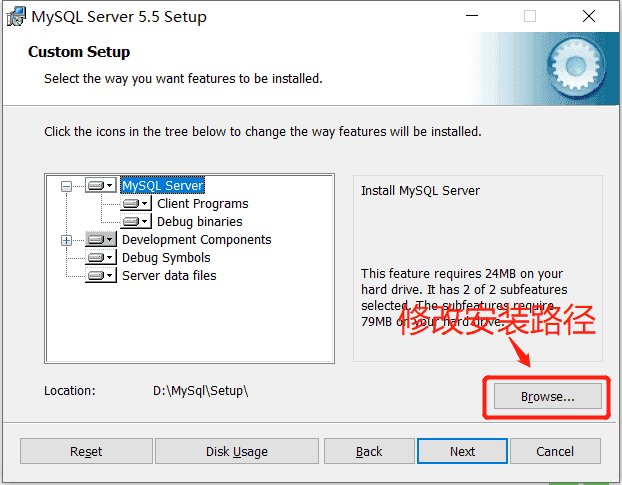 MySQL Server 5.5 Setup
Custom Setup
Select the way you want features to be installed.
Click the icons in the tree below to change the way features will be installed.
MySQL Server
Client Programs
Debug binaries
Development Components
Debug Symbols
Server data files
Install MySQL Server
This feature requires 24MB on your
hard drive. It has 2 of 2 subfeatures
selected. The subfeatures require
79MB on your hard drive.
修改安装路径
Location:
D:\MySql\Setup\
Browse...
Reset
Disk Usage
Back
Next
Cancel